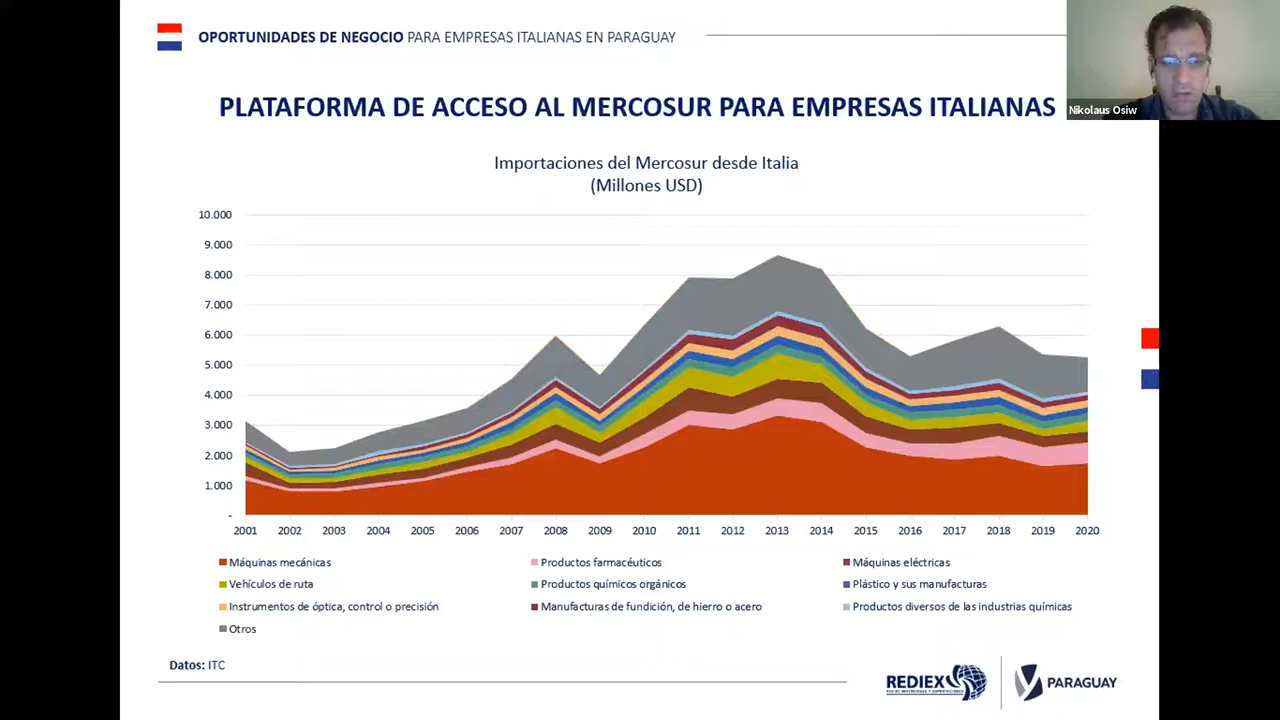 OPORTUNIDADES DE NEGOCIO PARA EMPRESAS ITALIANAS EN PARAGUAY
Nikolaus Osiw
PLATAFORMA DE ACCESO AL MERCOSUR PARA EMPRESAS ITALIANAS
Importaciones del Mercosur desde Italia
(Millones USD)
10.000
9.000
8.000
7.000
6.000
5.000
4.000
3.000
2.000
1.000
-
2001 2002 2003 2004 2005 2006 2007 2008 2009 2010 2011 2012 2013 2014 2015 2016 2017 2018 2019 2020
Máquinas mecánicas Productos farmacéuticos Máquinas eléctricas
Vehículos de ruta Productos químicos orgánicos Plástico y sus manufacturas
Instrumentos de óptica, control o precisión Manufacturas de fundición, de hierro o acero Productos diversos de las industrias químicas
Otros
Datos: ITC
REDIEX
RED DE INVERSIONES Y EXPORTACIONES
PARAGUAY